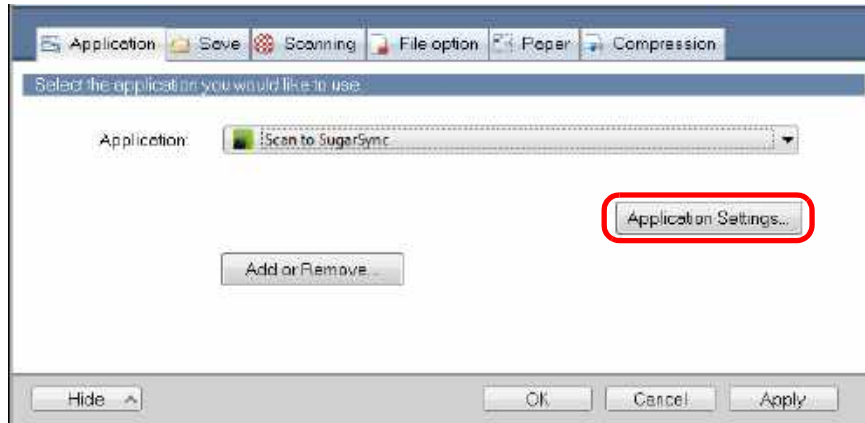 Application Save Scanning File option Paper Compression
Select the application you would like to use.
Application: Scan to SugarSync
Application Settings...
Add or Remove...
Hide OK Cancel Apply